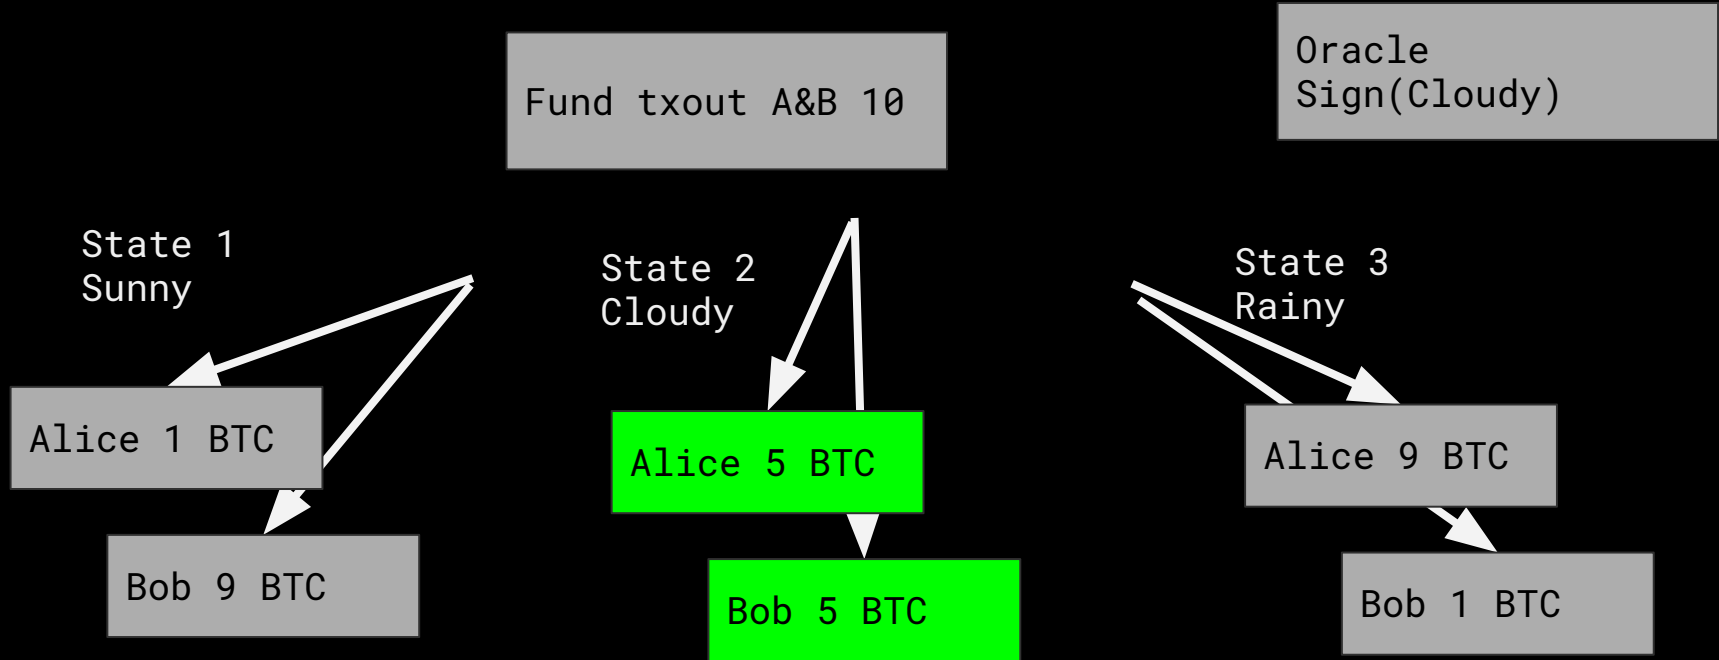 Fund txout A&B 10
Oracle
Sign(Cloudy)
State 1
Sunny
State 2
Cloudy
State 3
Rainy
Alice 1 BTC
Bob 9 BTC
Alice 5 BTC
Bob 5 BTC
Alice 9 BTC
Bob 1 BTC